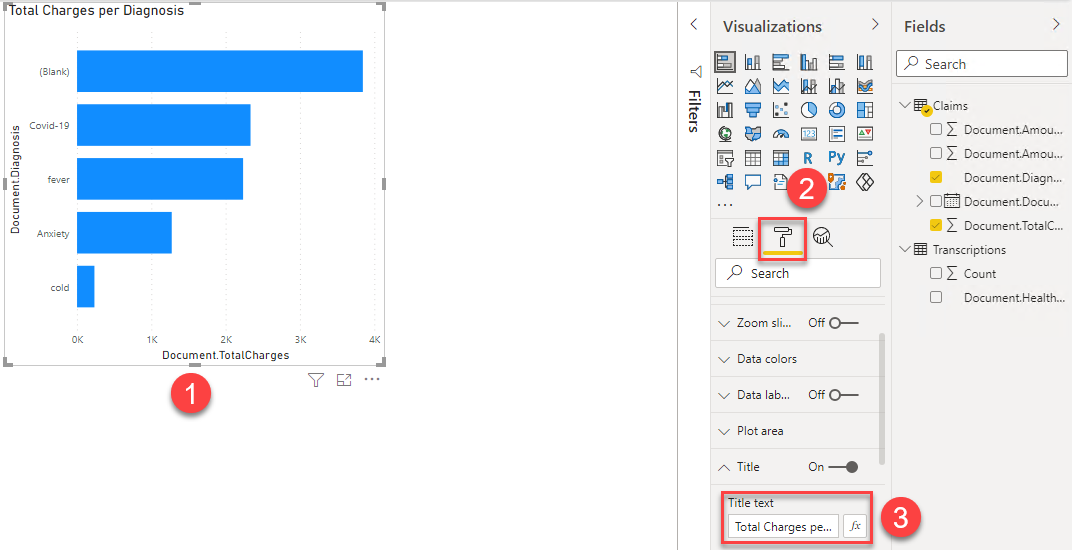 Total Charges per Diagnosis
Document.Diagnosis
(Blank)
Covid-19
fever
Anxiety
cold
0K 1K 2K 3K 4K
Document.TotalCharges
1
Filters
Visualizations
123
R Py
...
2
Search
Zoom sli... Off
Data colors
Data lab... Off
Plot area
Title On
Title text
Total Charges pe... fx
3
Fields
Search
Claims
Document.Amou...
Document.Amou...
Document.Diagn...
Document.Docu...
Document.TotalC...
Transcriptions
Count
Document.Health...